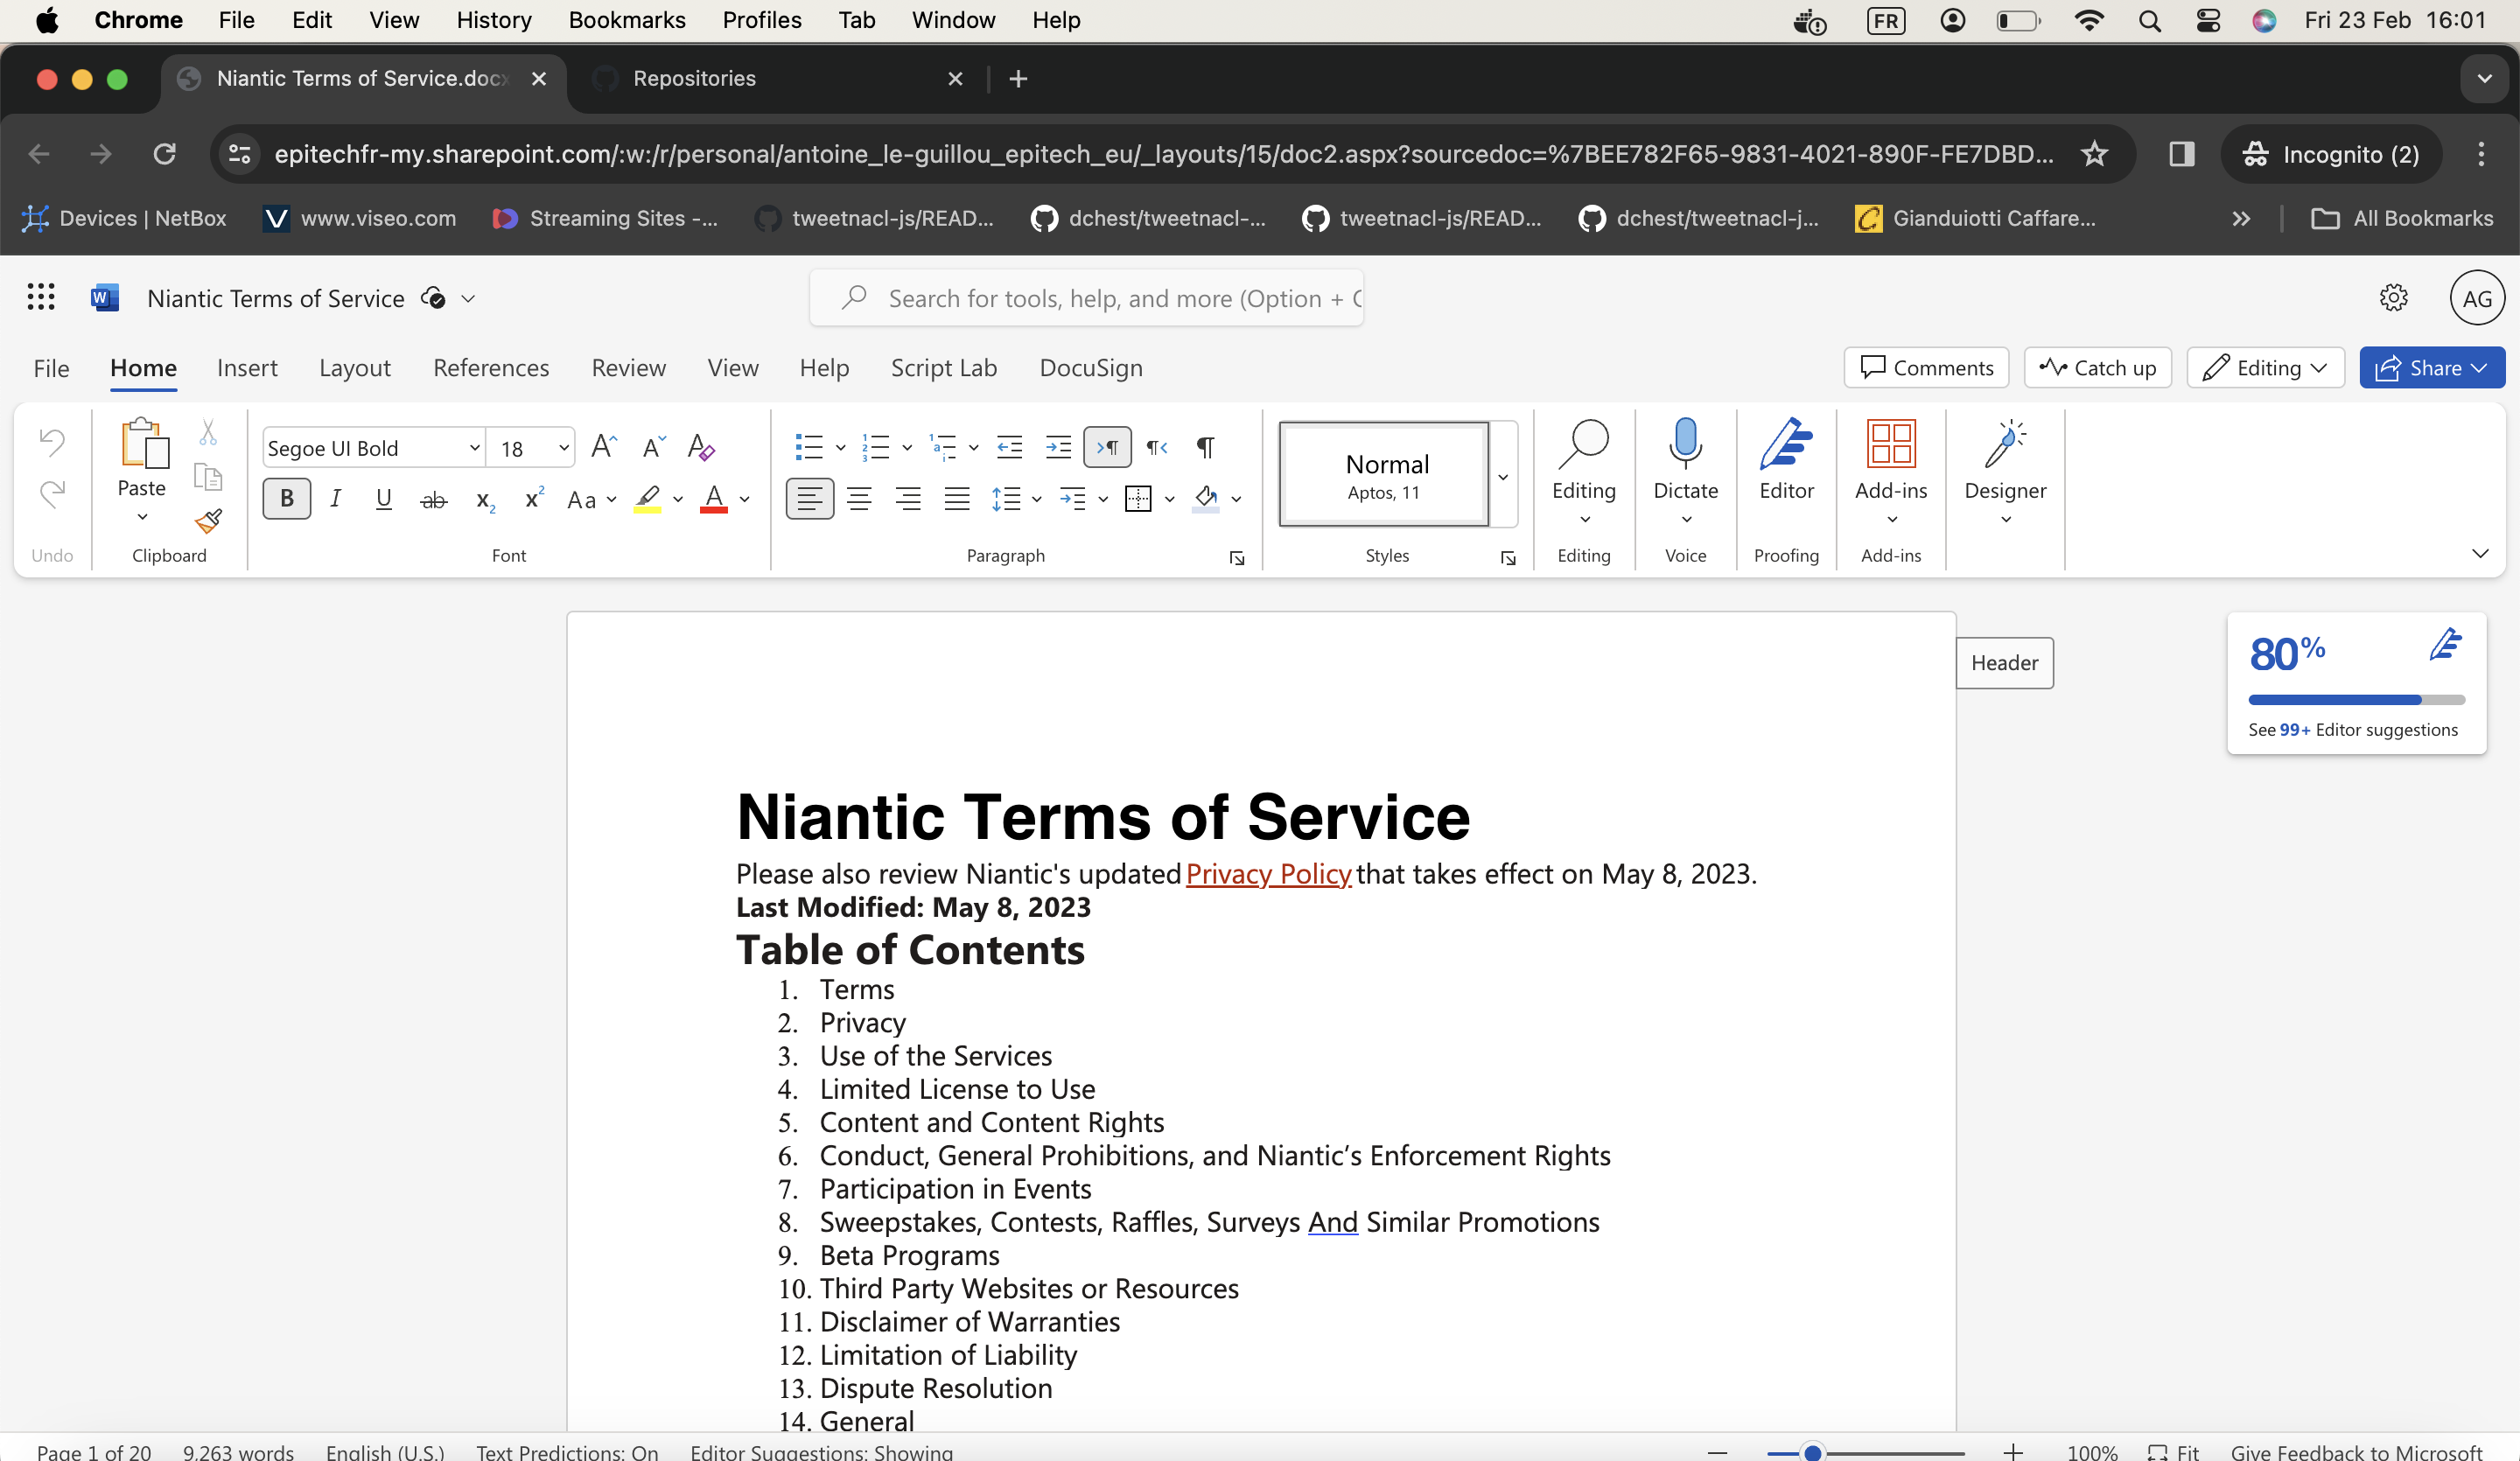 Chrome File Edit View History Bookmarks Profiles Tab Window Help FR Fri 23 Feb 16:01
Niantic Terms of Service.docx Repositories
epitechfr-my.sharepoint.com/:w:/r/personal/antoine_le-guillou_epitech_eu/_layouts/15/doc2.aspx?sourcedoc=%7BEE782F65-9831-4021-890F-FE7DBD... Incognito (2)
Devices | NetBox www.viseo.com Streaming Sites -... tweetnacl-js/READ... dchest/tweetnacl-... tweetnacl-js/READ... dchest/tweetnacl-j... Gianduiotti Caffare... » All Bookmarks
W Niantic Terms of Service Search for tools, help, and more (Option + AG
File Home Insert Layout References Review View Help Script Lab DocuSign Comments Catch up Editing Share
Segoe UI Bold 18
Paste
Normal
Aptos, 11
Editing Dictate Editor Add-ins Designer
Undo Clipboard Font Paragraph Styles Editing Voice Proofing Add-ins
Header
80%
See 99+ Editor suggestions
Niantic Terms of Service
Please also review Niantic's updated Privacy Policy that takes effect on May 8, 2023.
Last Modified: May 8, 2023
Table of Contents
1. Terms
2. Privacy
3. Use of the Services
4. Limited License to Use
5. Content and Content Rights
6. Conduct, General Prohibitions, and Niantic’s Enforcement Rights
7. Participation in Events
8. Sweepstakes, Contests, Raffles, Surveys And Similar Promotions
9. Beta Programs
10. Third Party Websites or Resources
11. Disclaimer of Warranties
12. Limitation of Liability
13. Dispute Resolution
14. General
Page 1 of 20 9,263 words English (U.S.) Text Predictions: On Editor Suggestions: Showing 100% Fit Give Feedback to Microsoft